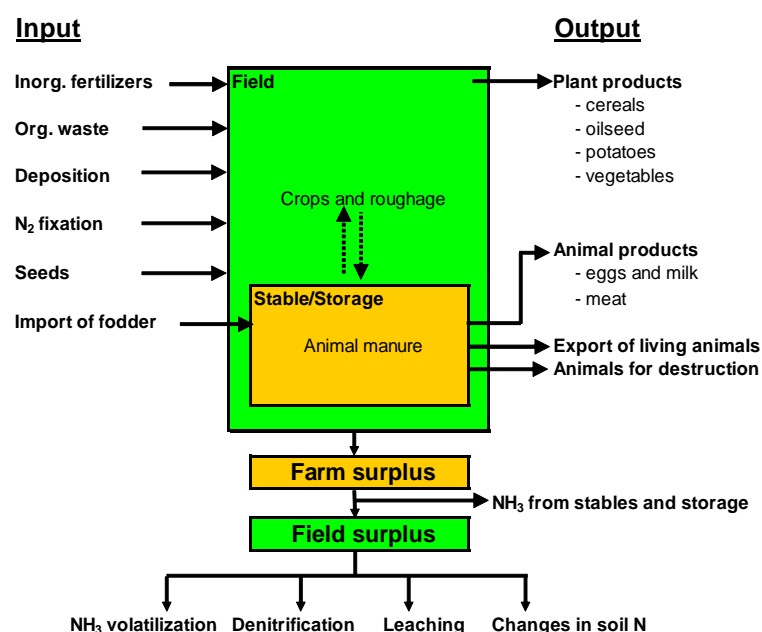 Input
Output
Inorg. fertilizers
Field
Plant products
- cereals
Org. waste
- oilseed
- potatoes
Deposition
- vegetables
Crops and roughage
N₂ fixation
Animal products
Seeds
- eggs and milk
Stable/Storage
- meat
Import of fodder
Animal manure
Export of living animals
Animals for destruction
Farm surplus
NH₃ from stables and storage
Field surplus
NH₃ volatilization Denitrification Leaching Changes in soil N